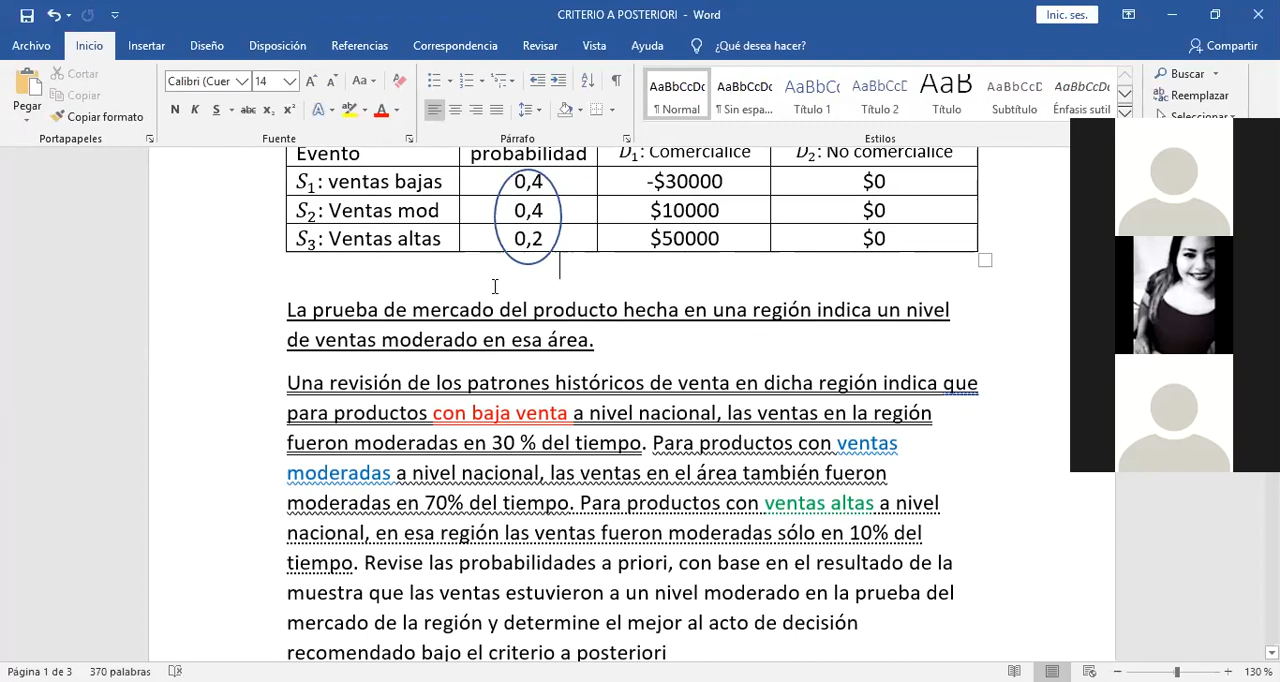 CRITERIO A POSTERIORI - Word
Inic. ses.
Archivo Inicio Insertar Diseño Disposición Referencias Correspondencia Revisar Vista Ayuda ¿Qué desea hacer? Compartir
Pegar
Cortar
Copiar
Copiar formato
Portapapeles
Calibri (Cuer 14
N K S abc x₂ x²
Fuente
Párrafo
AaBbCcDc AaBbCcDc AaBbCc AaBbCcD AaB AaBbCcD AaBbCcDc
¶ Normal ¶ Sin espa... Título 1 Título 2 Título Subtítulo Énfasis sutil
Estilos
Buscar
Reemplazar
Seleccionar
Evento probabilidad D₁: Comercialice D₂: No comercialice
S₁: ventas bajas 0,4 -$30000 $0
S₂: Ventas mod 0,4 $10000 $0
S₃: Ventas altas 0,2 $50000 $0
La prueba de mercado del producto hecha en una región indica un nivel
de ventas moderado en esa área.
Una revisión de los patrones históricos de venta en dicha región indica que
para productos con baja venta a nivel nacional, las ventas en la región
fueron moderadas en 30 % del tiempo. Para productos con ventas
moderadas a nivel nacional, las ventas en el área también fueron
moderadas en 70% del tiempo. Para productos con ventas altas a nivel
nacional, en esa región las ventas fueron moderadas sólo en 10% del
tiempo. Revise las probabilidades a priori, con base en el resultado de la
muestra que las ventas estuvieron a un nivel moderado en la prueba del
mercado de la región y determine el mejor al acto de decisión
recomendado bajo el criterio a posteriori
Página 1 de 3 370 palabras
130 %